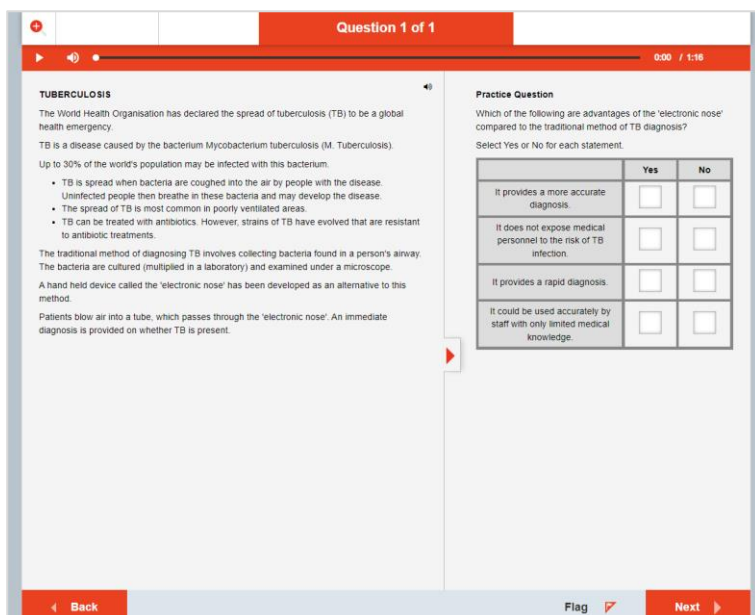 Question 1 of 1
0:00 / 1:16
TUBERCULOSIS
The World Health Organisation has declared the spread of tuberculosis (TB) to be a global
health emergency.
TB is a disease caused by the bacterium Mycobacterium tuberculosis (M. Tuberculosis).
Up to 30% of the world's population may be infected with this bacterium.
• TB is spread when bacteria are coughed into the air by people with the disease.
Uninfected people then breathe in these bacteria and may develop the disease.
• The spread of TB is most common in poorly ventilated areas.
• TB can be treated with antibiotics. However, strains of TB have evolved that are resistant
to antibiotic treatments.
The traditional method of diagnosing TB involves collecting bacteria found in a person's airway.
The bacteria are cultured (multiplied in a laboratory) and examined under a microscope.
A hand held device called the 'electronic nose' has been developed as an alternative to this
method.
Patients blow air into a tube, which passes through the 'electronic nose'. An immediate
diagnosis is provided on whether TB is present.
Practice Question
Which of the following are advantages of the 'electronic nose'
compared to the traditional method of TB diagnosis?
Select Yes or No for each statement.
Yes No
It provides a more accurate
diagnosis.
It does not expose medical
personnel to the risk of TB
infection.
It provides a rapid diagnosis.
It could be used accurately by
staff with only limited medical
knowledge.
Back
Flag
Next